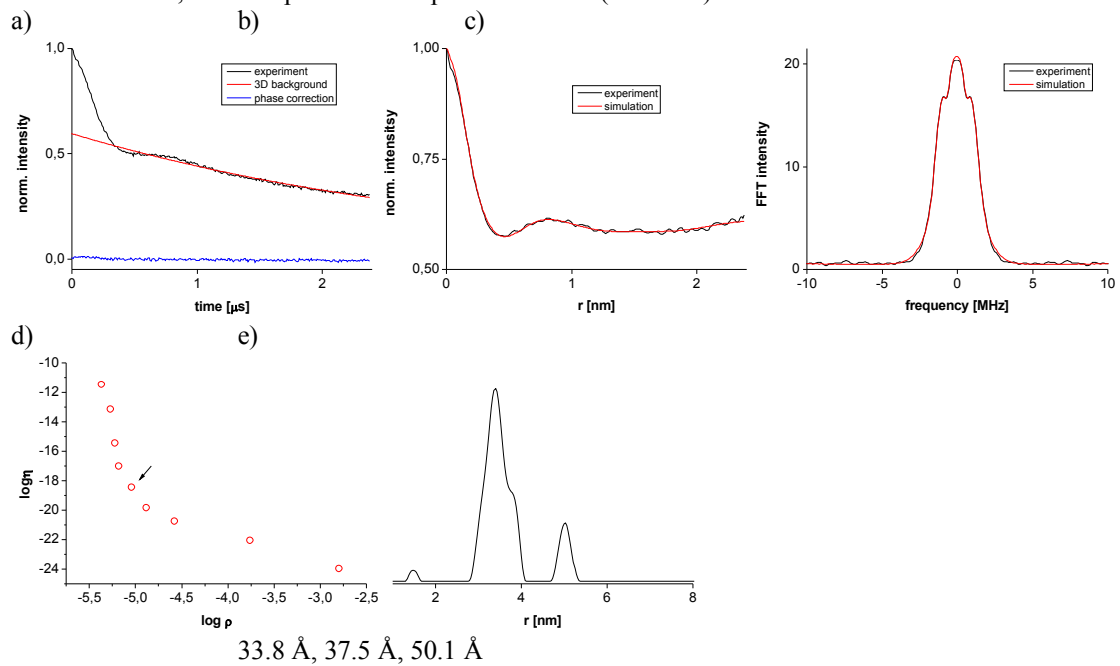 a) b) c)
1,0
0,5
0,0
norm. intensity
experiment
3D background
phase correction
0 1 2
time [µs]
1,00
0,75
0,50
norm. intensitsy
experiment
simulation
0 1 2
r [nm]
20
10
0
FFT intensity
experiment
simulation
-10 -5 0 5 10
frequency [MHz]
d) e)
-10
-12
-14
-16
-18
-20
-22
-24
logη
-5,5 -5,0 -4,5 -4,0 -3,5 -3,0 -2,5
log ρ
2 4 6 8
r [nm]
33.8 Å, 37.5 Å, 50.1 Å